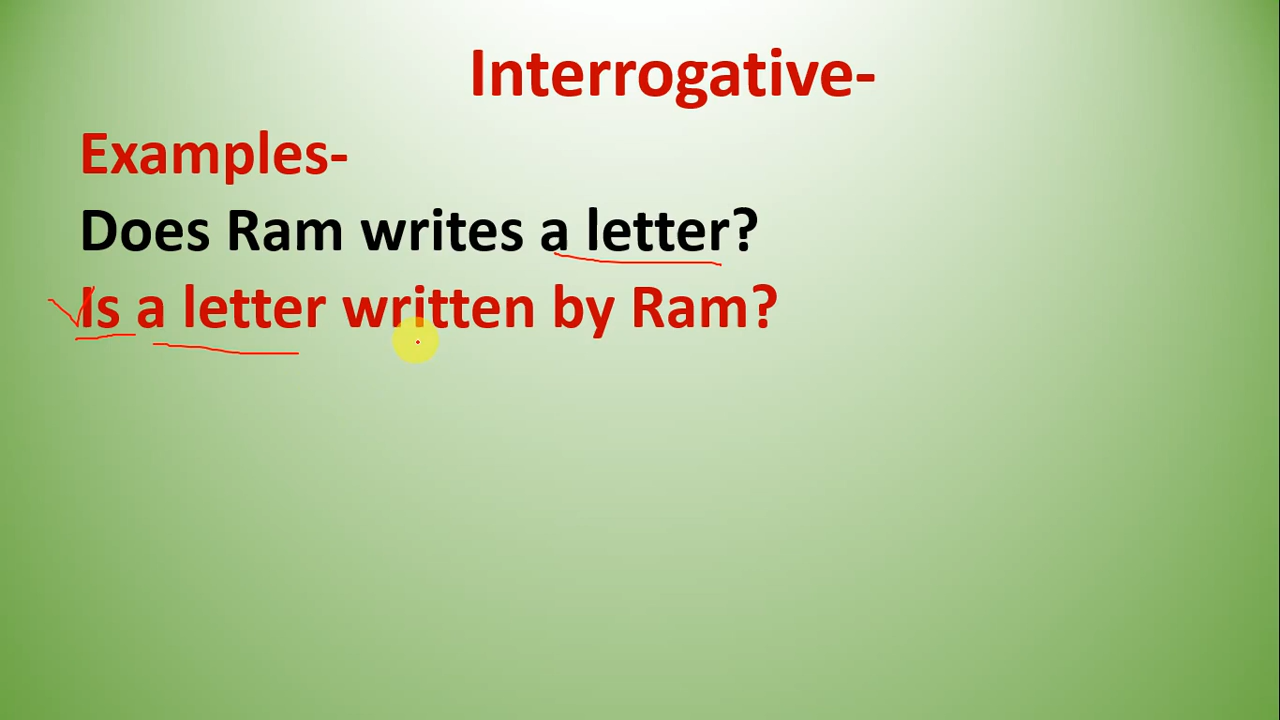 Interrogative-
Examples-
Does Ram writes a letter?
Is a letter written by Ram?